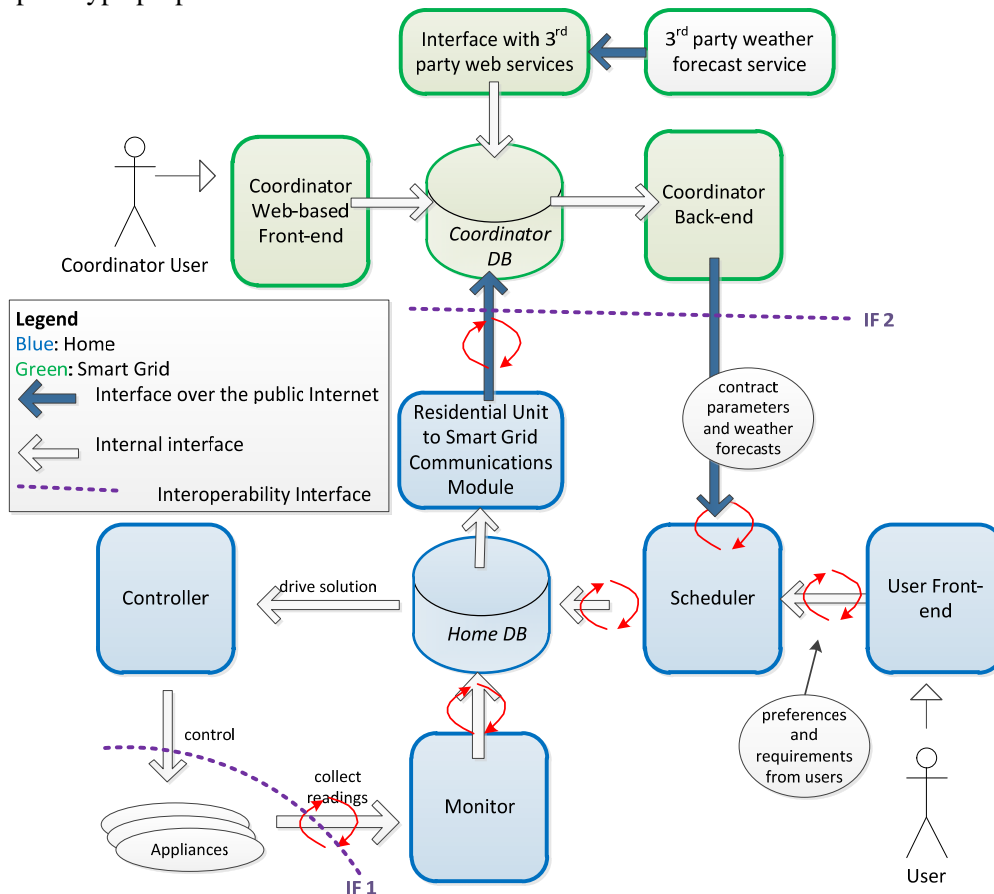 Interface with 3rd
party web services
3rd party weather
forecast service
Coordinator
Web-based
Front-end
Coordinator
DB
Coordinator
Back-end
Coordinator User
IF 2
Legend
Blue: Home
Green: Smart Grid
Interface over the public Internet
Internal interface
Interoperability Interface
contract
parameters
and weather
forecasts
Residential Unit
to Smart Grid
Communications
Module
Controller
drive solution
Home DB
Scheduler
User Front-
end
control
collect
readings
Monitor
preferences
and
requirements
from users
Appliances
IF 1
User